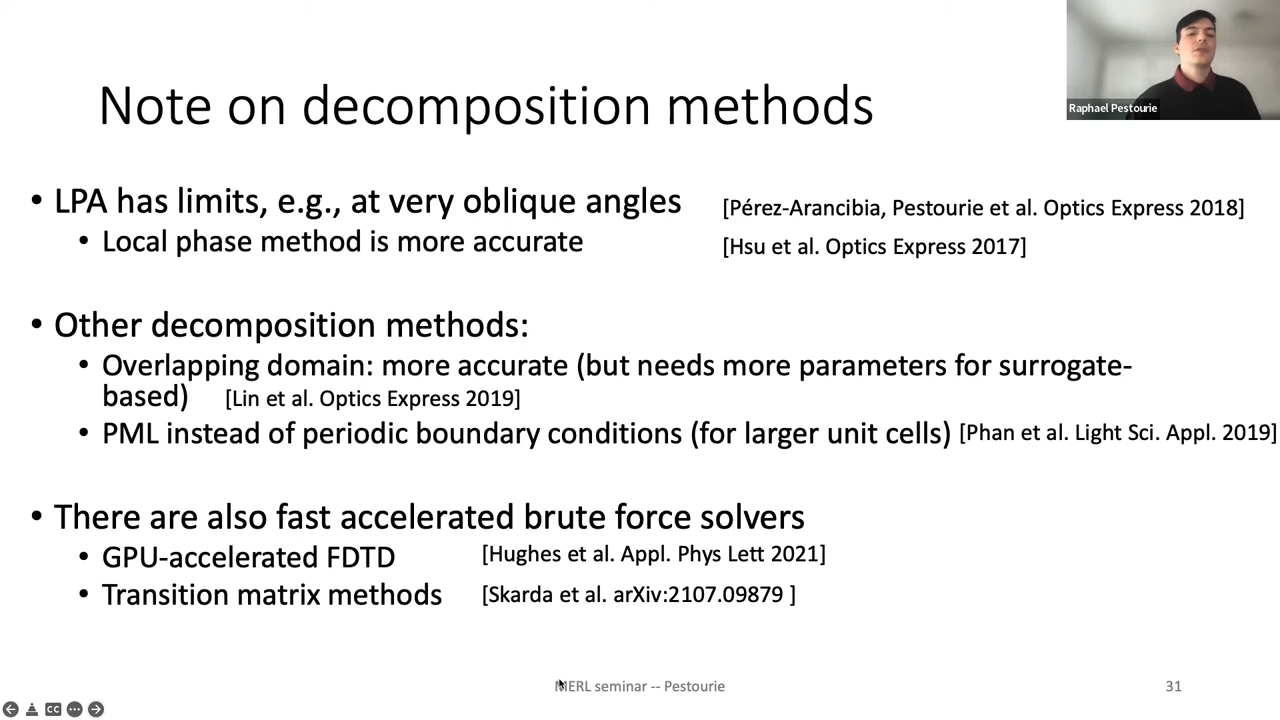 Raphael Pestourie
Note on decomposition methods
• LPA has limits, e.g., at very oblique angles [Pérez-Arancibia, Pestourie et al. Optics Express 2018]
• Local phase method is more accurate [Hsu et al. Optics Express 2017]
• Other decomposition methods:
• Overlapping domain: more accurate (but needs more parameters for surrogate-
based) [Lin et al. Optics Express 2019]
• PML instead of periodic boundary conditions (for larger unit cells) [Phan et al. Light Sci. Appl. 2019]
• There are also fast accelerated brute force solvers
• GPU-accelerated FDTD [Hughes et al. Appl. Phys Lett 2021]
• Transition matrix methods [Skarda et al. arXiv:2107.09879 ]
MERL seminar -- Pestourie 31
CC